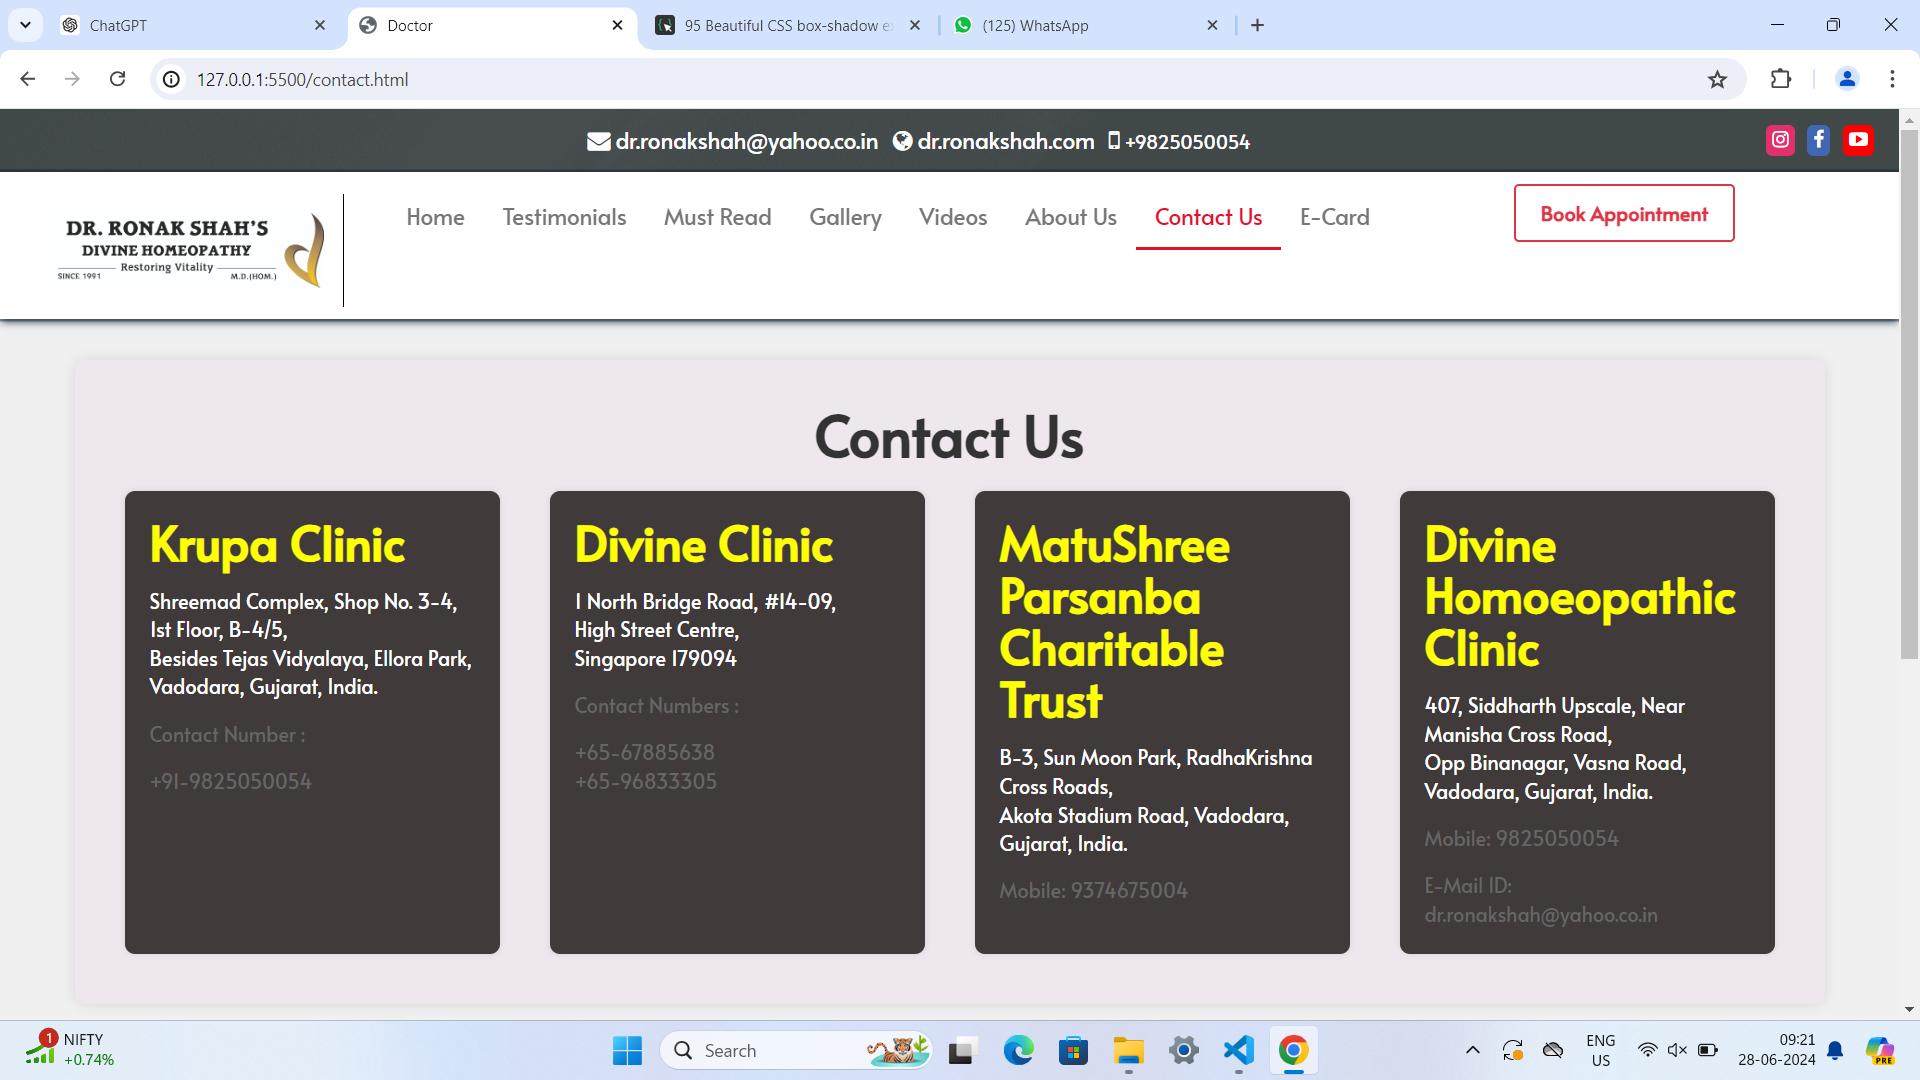 ChatGPT
Doctor
95 Beautiful CSS box-shadow ex
(125) WhatsApp
127.0.0.1:5500/contact.html
dr.ronakshah@yahoo.co.in dr.ronakshah.com +9825050054
DR. RONAK SHAH'S
DIVINE HOMEOPATHY
Restoring Vitality
SINCE 1991 M.D.(HOM.)
Home Testimonials Must Read Gallery Videos About Us Contact Us E-Card
Book Appointment
Contact Us
Krupa Clinic
Shreemad Complex, Shop No. 3-4,
1st Floor, B-4/5,
Besides Tejas Vidyalaya, Ellora Park,
Vadodara, Gujarat, India.
Contact Number :
+91-9825050054
Divine Clinic
1 North Bridge Road, #14-09,
High Street Centre,
Singapore 179094
Contact Numbers :
+65-67885638
+65-96833305
MatuShree
Parsanba
Charitable
Trust
B-3, Sun Moon Park, RadhaKrishna
Cross Roads,
Akota Stadium Road, Vadodara,
Gujarat, India.
Mobile: 9374675004
Divine
Homoeopathic
Clinic
407, Siddharth Upscale, Near
Manisha Cross Road,
Opp Binanagar, Vasna Road,
Vadodara, Gujarat, India.
Mobile: 9825050054
E-Mail ID:
dr.ronakshah@yahoo.co.in
1
NIFTY
+0.74%
Search
ENG
US
09:21
28-06-2024
PRE